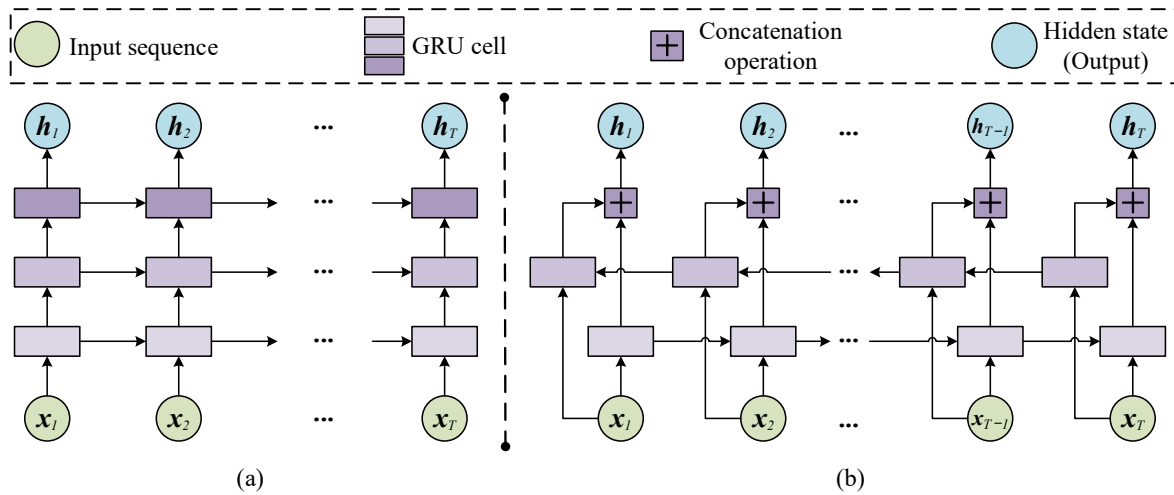 Input sequence
GRU cell
Concatenation
operation
Hidden state
(Output)
h1 h2 ... hT h1 h2 ... hT−1 hT
... + + ... + +
... ...
... ...
x1 x2 ... xT x1 x2 ... xT−1 xT
(a) (b)